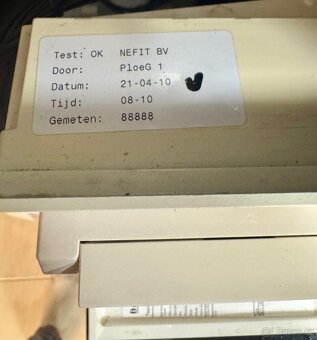 Test: OK NEFIT BV
Door: PloeG 1
Datum: 21-04-10
Tijd: 08-10
Gemeten: 88888